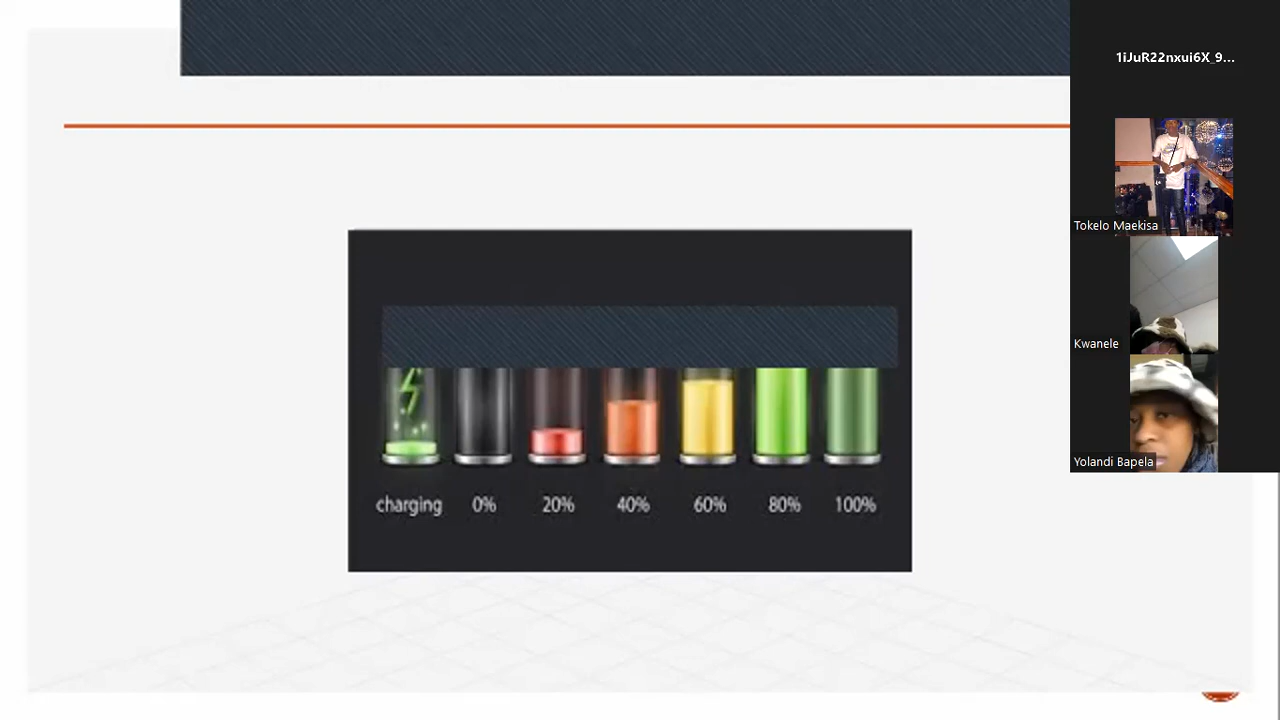 1iJuR22nxui6X_9...
Tokelo Maekisa
Kwanele
Yolandi Bapela
charging 0% 20% 40% 60% 80% 100%